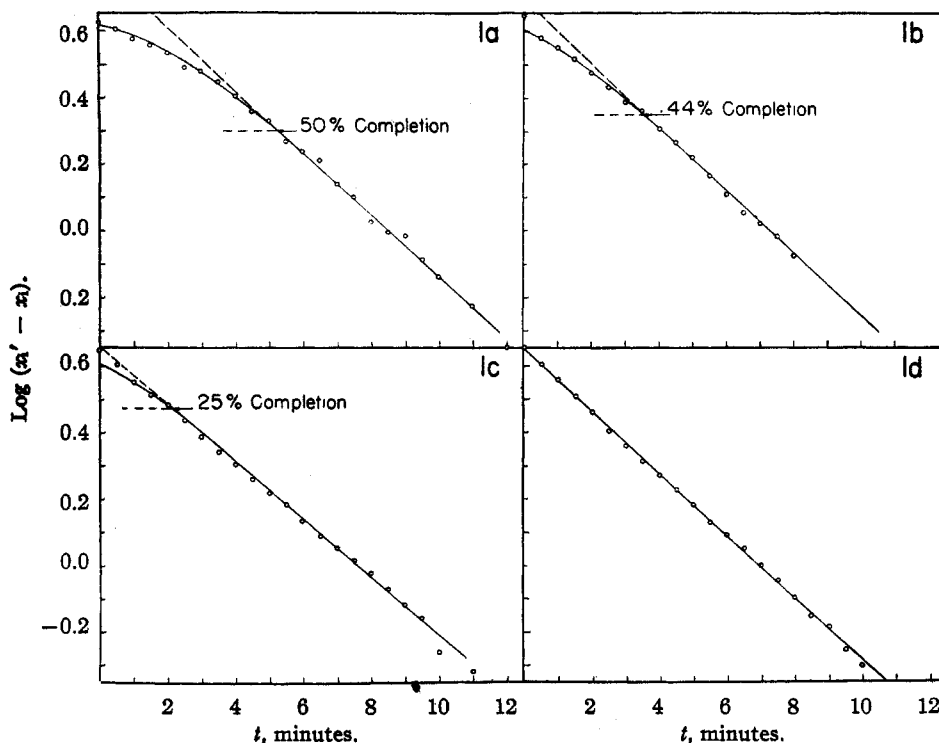 Ia
Ib
0.6
0.4
0.2
0.0
0.2
50% Completion
44% Completion
Log (x₁′ − x₁).
Ic
Id
0.6
0.4
0.2
0.0
−0.2
25% Completion
2 4 6 8 10
2 4 6 8 10 12
t, minutes.
t, minutes.